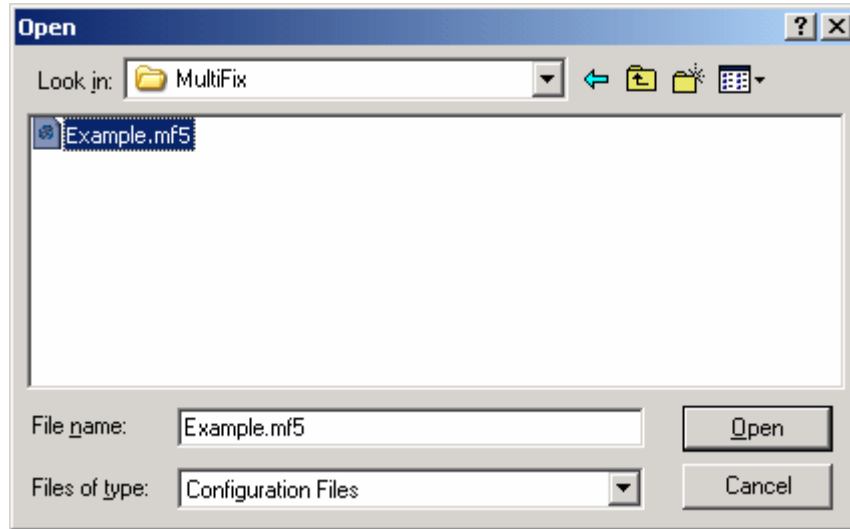 Open
Look in: MultiFix
Example.mf5
File name: Example.mf5 Open
Files of type: Configuration Files Cancel